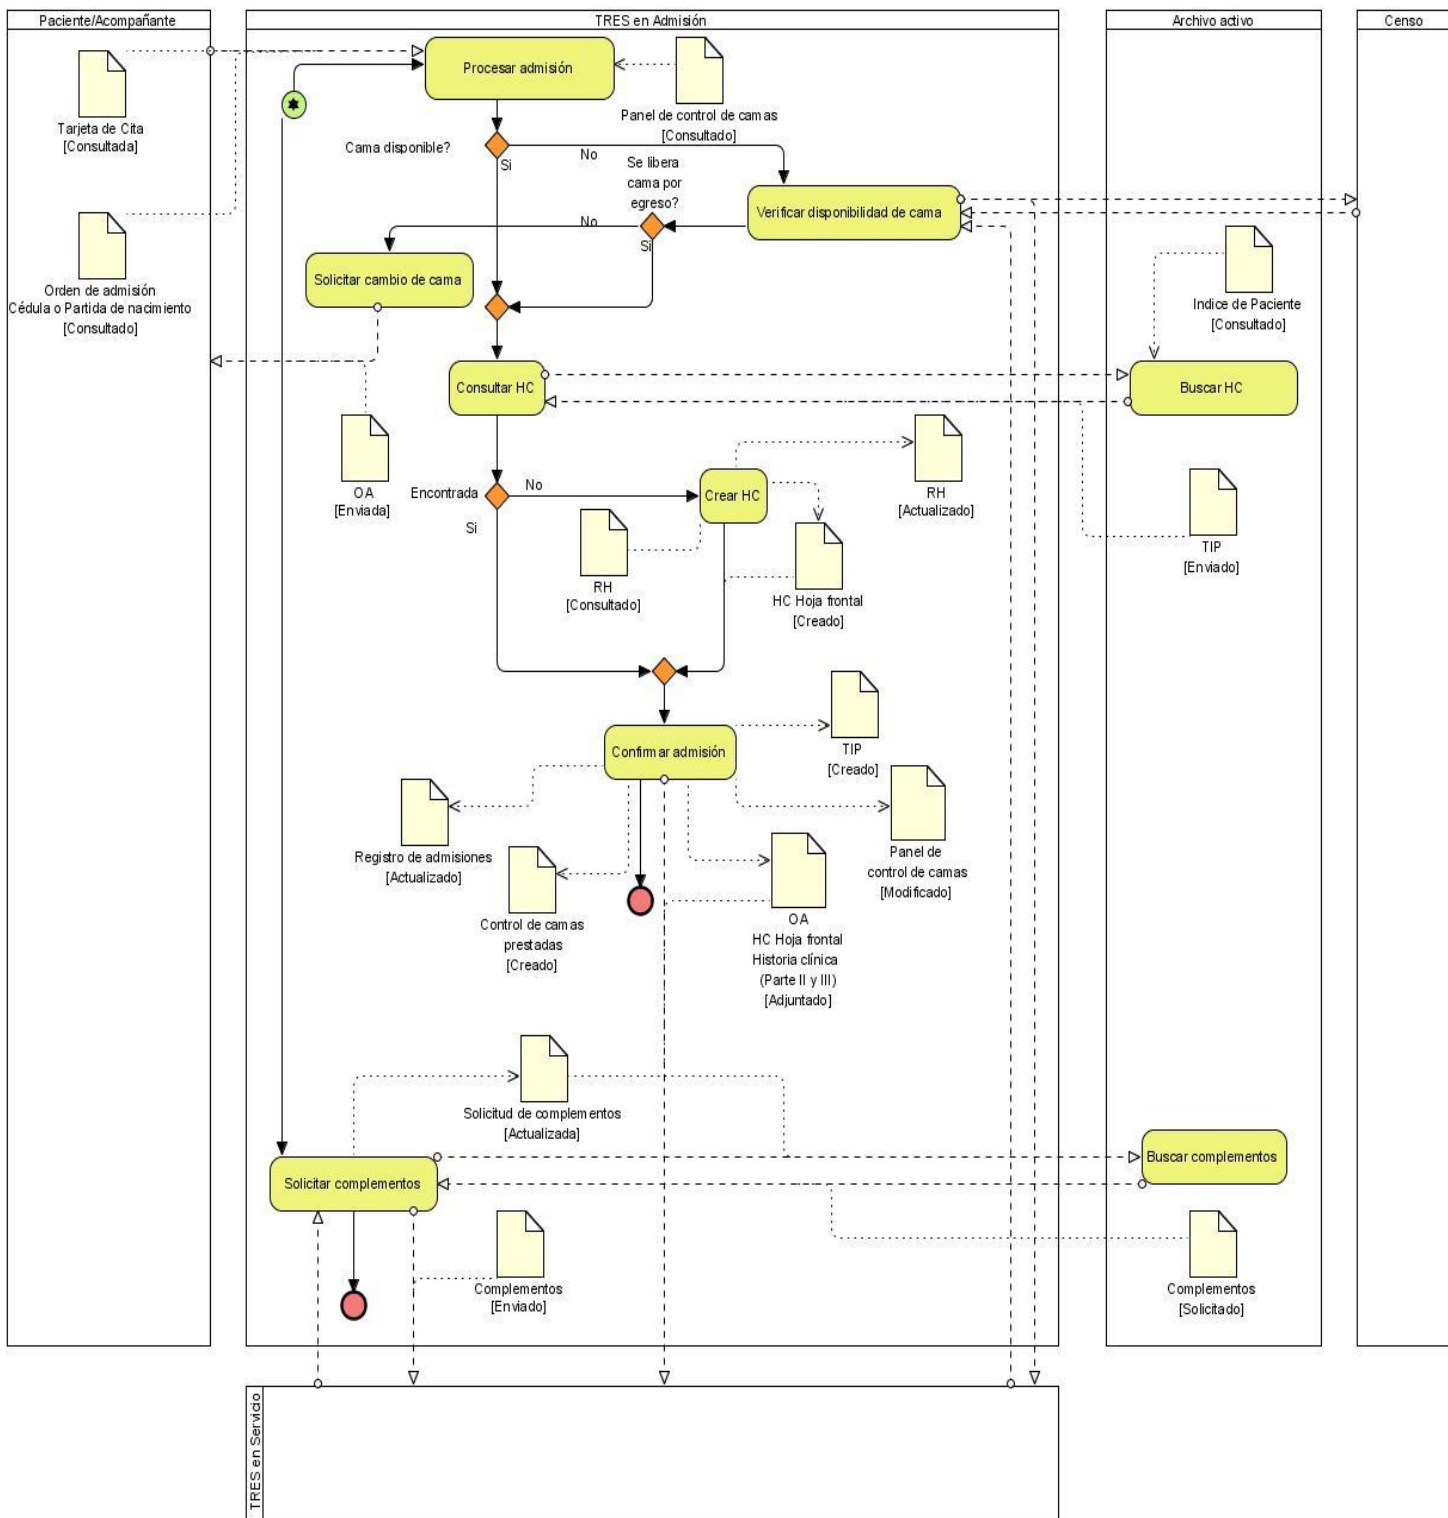 Paciente/Acompañante
TRES en Admisión
Archivo activo
Censo
Tarjeta de Cita
[Consultada]
Procesar admisión
Panel de control de camas
[Consultado]
Cama disponible?
Si
No
Se libera
cama por
egreso?
Verificar disponibilidad de cama
No
Si
Orden de admisión
Cédula o Partida de nacimiento
[Consultado]
Solicitar cambio de cama
Indice de Paciente
[Consultado]
Consultar HC
Buscar HC
OA
[Enviada]
Encontrada
No
Si
Crear HC
RH
[Actualizado]
RH
[Consultado]
HC Hoja frontal
[Creado]
TIP
[Enviado]
Confirmar admisión
TIP
[Creado]
Registro de admisiones
[Actualizado]
Panel de
control de camas
[Modificado]
Control de camas
prestadas
[Creado]
OA
HC Hoja frontal
Historia clínica
(Parte II y III)
[Adjuntado]
Solicitud de complementos
[Actualizada]
Solicitar complementos
Buscar complementos
Complementos
[Enviado]
Complementos
[Solicitado]
TRES en Servicio